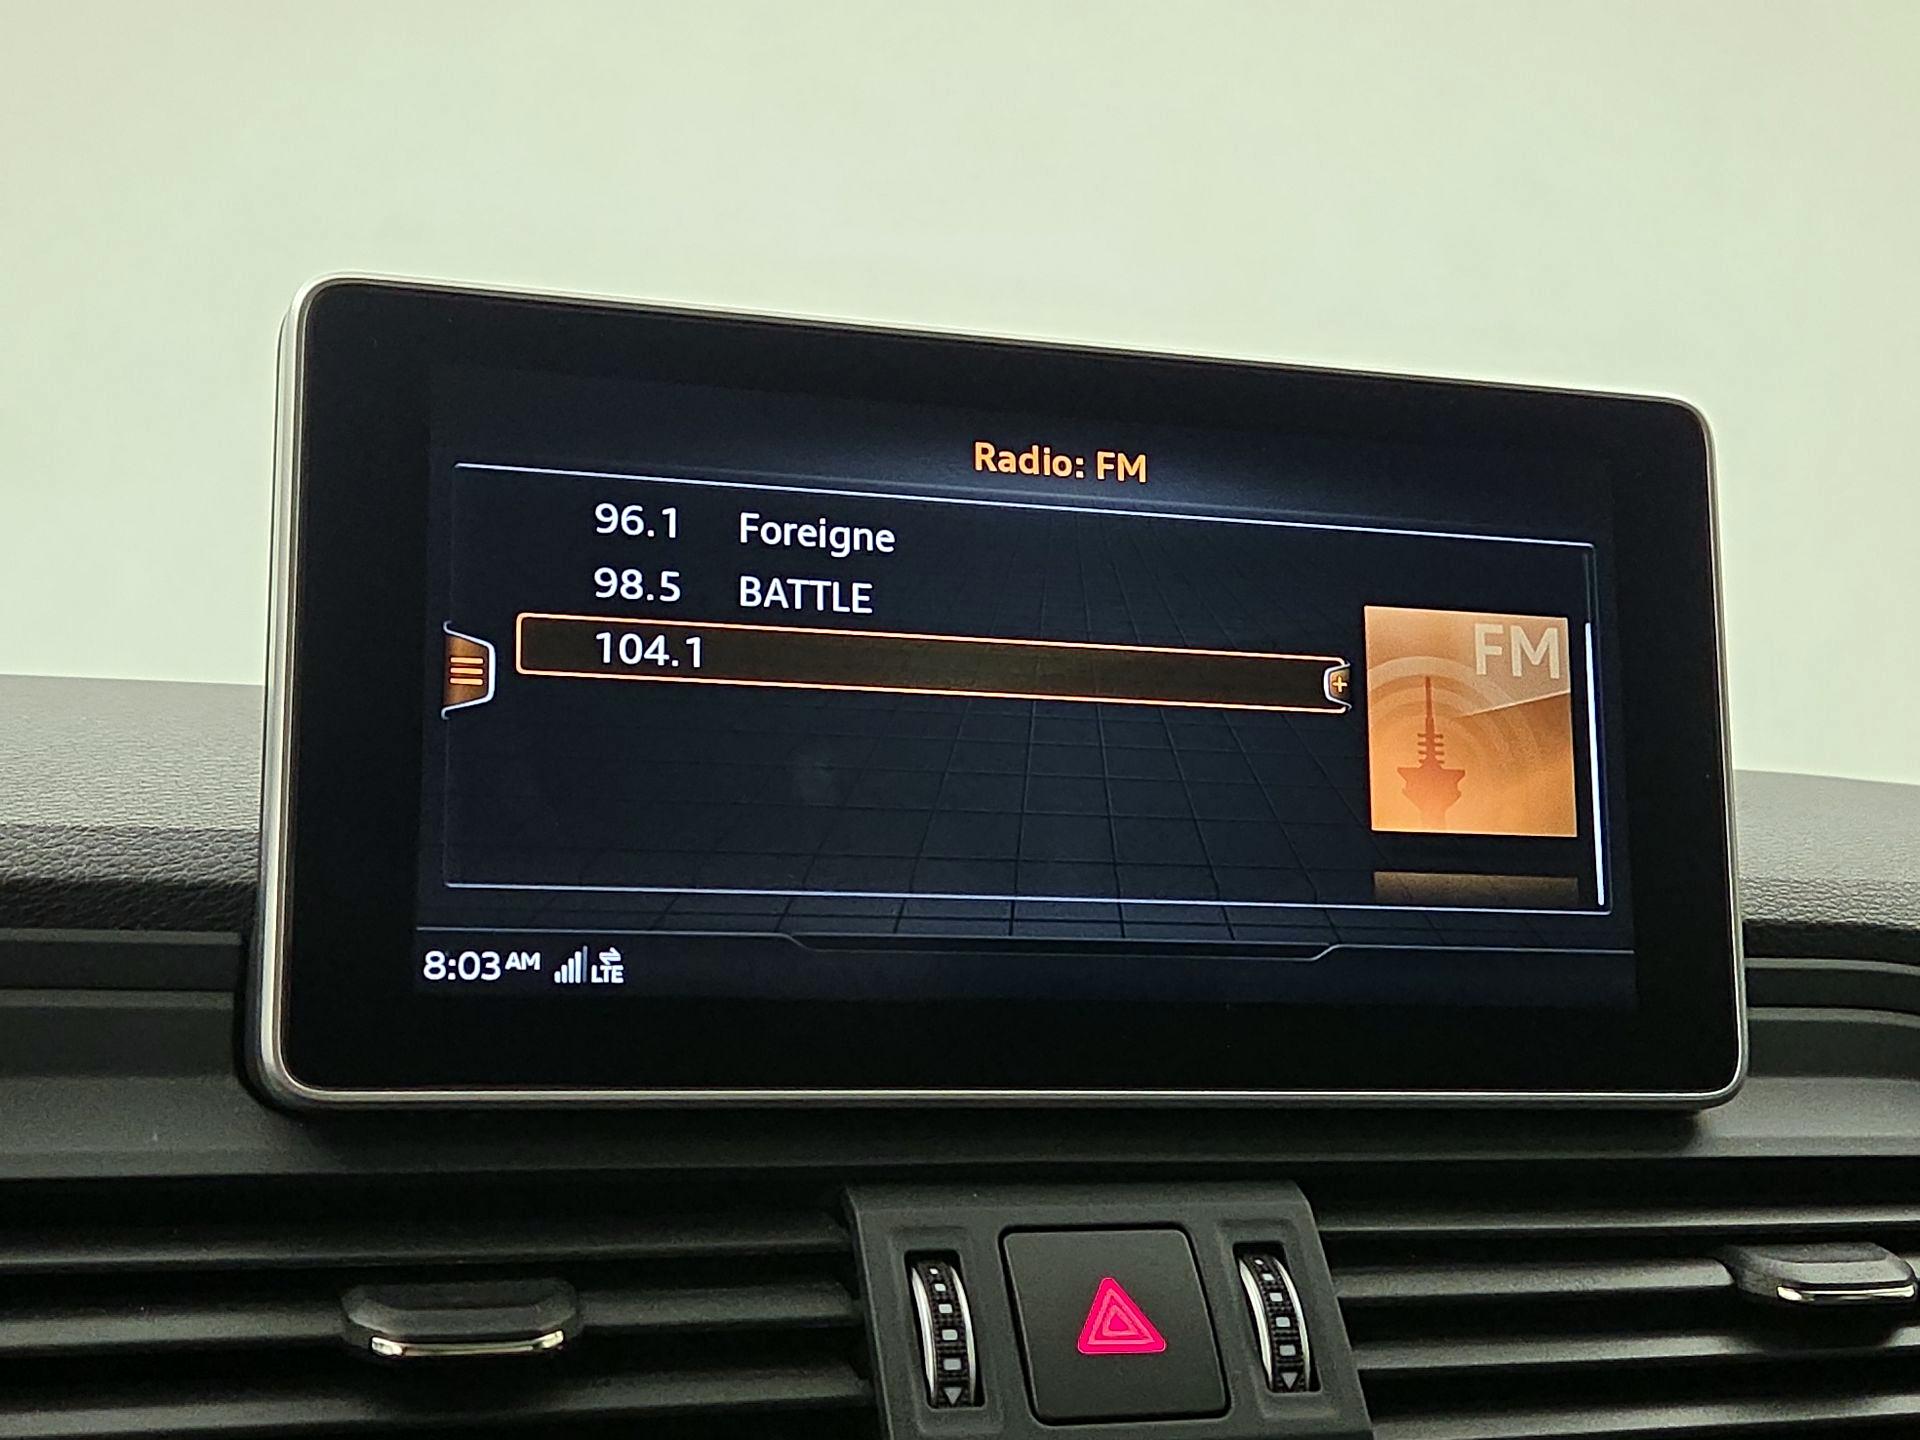 Radio: FM
96.1 Foreigne
98.5 BATTLE
104.1
FM
8:03 AM LTE